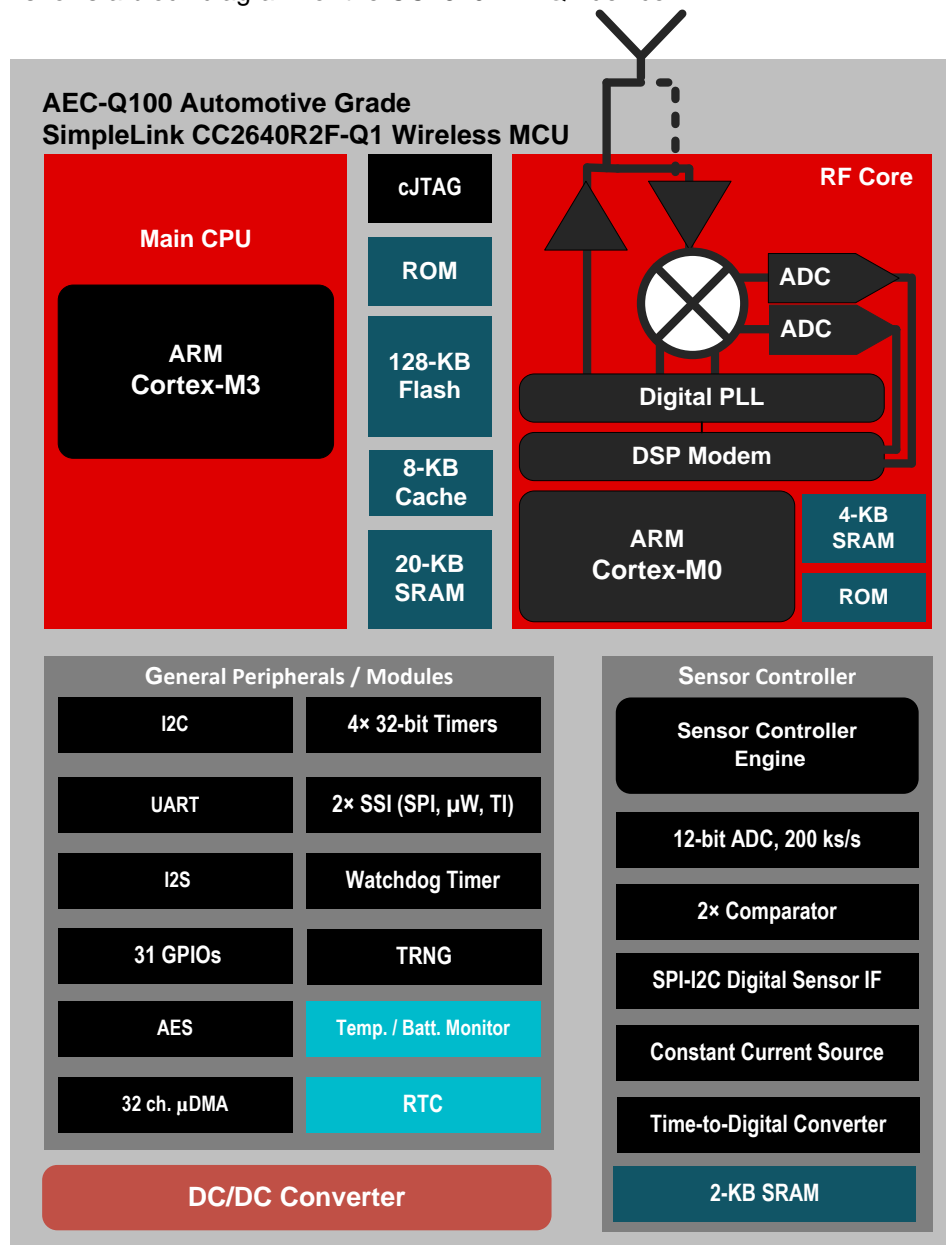 AEC-Q100 Automotive Grade
SimpleLink CC2640R2F-Q1 Wireless MCU
Main CPU
ARM
Cortex-M3
cJTAG
ROM
128-KB
Flash
8-KB
Cache
20-KB
SRAM
RF Core
ADC
ADC
Digital PLL
DSP Modem
ARM
Cortex-M0
4-KB
SRAM
ROM
General Peripherals / Modules
I2C
4× 32-bit Timers
UART
2× SSI (SPI, µW, TI)
I2S
Watchdog Timer
31 GPIOs
TRNG
AES
Temp. / Batt. Monitor
32 ch. µDMA
RTC
Sensor Controller
Sensor Controller
Engine
12-bit ADC, 200 ks/s
2× Comparator
SPI-I2C Digital Sensor IF
Constant Current Source
Time-to-Digital Converter
2-KB SRAM
DC/DC Converter